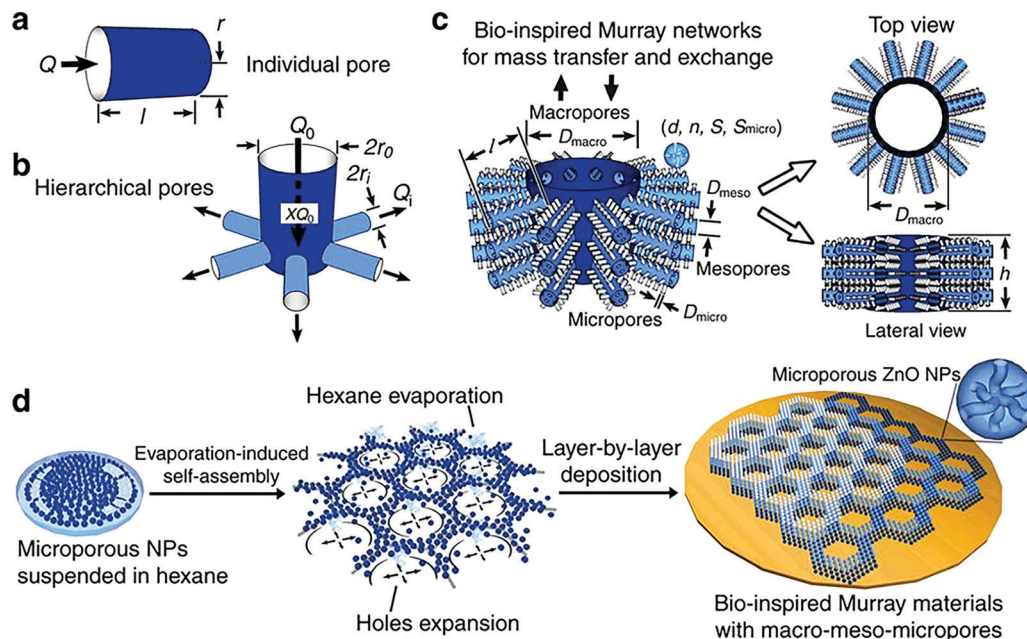 a
Q
r
l
Individual pore
b
Hierarchical pores
Q0
2r0
2ri
Qi
XQ0
c
Bio-inspired Murray networks
for mass transfer and exchange
Macropores
Dmacro
(d, n, S, Smicro)
l
Dmeso
Mesopores
Micropores
Dmicro
Top view
Dmacro
h
Lateral view
d
Microporous NPs
suspended in hexane
Evaporation-induced
self-assembly
Hexane evaporation
Holes expansion
Layer-by-layer
deposition
Microporous ZnO NPs
Bio-inspired Murray materials
with macro-meso-micropores